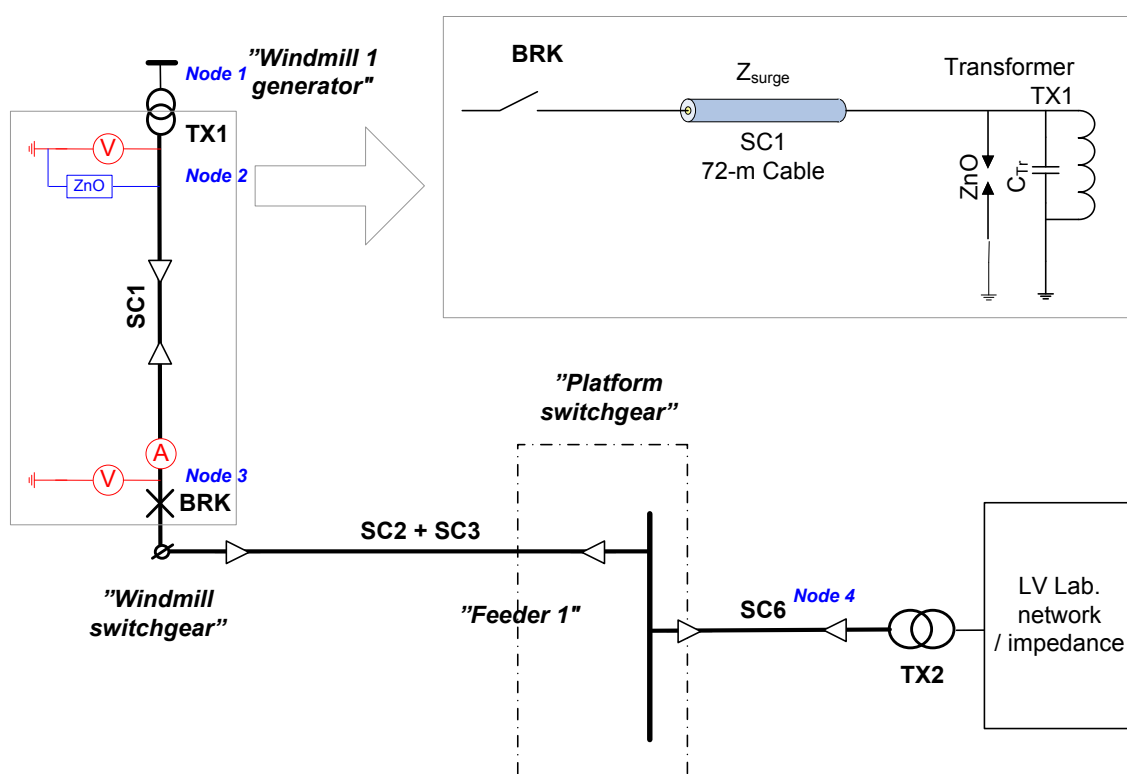 Node 1
"Windmill 1
generator"
TX1
V
ZnO
Node 2
SC1
A
Node 3
V
BRK
"Windmill
switchgear"
SC2 + SC3
"Feeder 1"
"Platform
switchgear"
SC6
Node 4
TX2
LV Lab.
network
/ impedance
BRK
Zsurge
SC1
72-m Cable
Transformer
TX1
ZnO
CTr